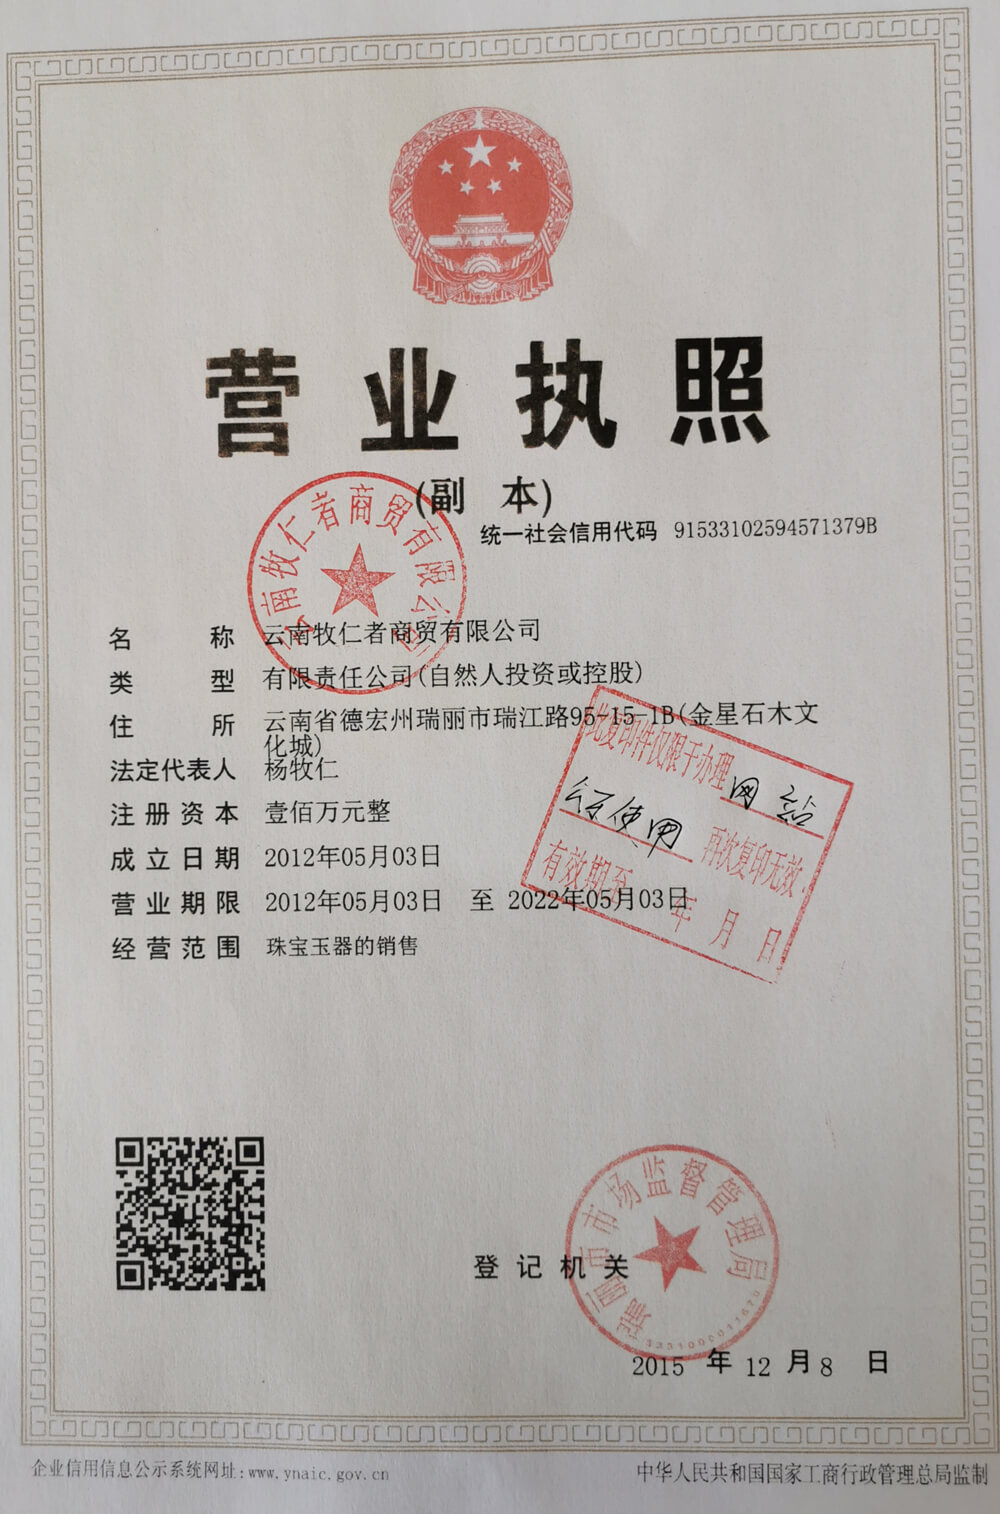 营业执照
(副 本)
统一社会信用代码 91533102594571379B
云南牧仁者商贸有限公司
名 称 云南牧仁者商贸有限公司
类 型 有限责任公司(自然人投资或控股)
住 所 云南省德宏州瑞丽市瑞江路95-15-1B(金星石木文
化城)
法定代表人 杨牧仁
注册资本 壹佰万元整
成立日期 2012年05月03日
营业期限 2012年05月03日 至 2022年05月03日
经营范围 珠宝玉器的销售
此复印件仅限于办理网站
使用 再次复印无效.
有效期至 年 月 日
登记机关
瑞丽市市场监督管理局
2015 年 12 月 8 日
企业信用信息公示系统网址:www.ynaic.gov.cn
中华人民共和国国家工商行政管理总局监制